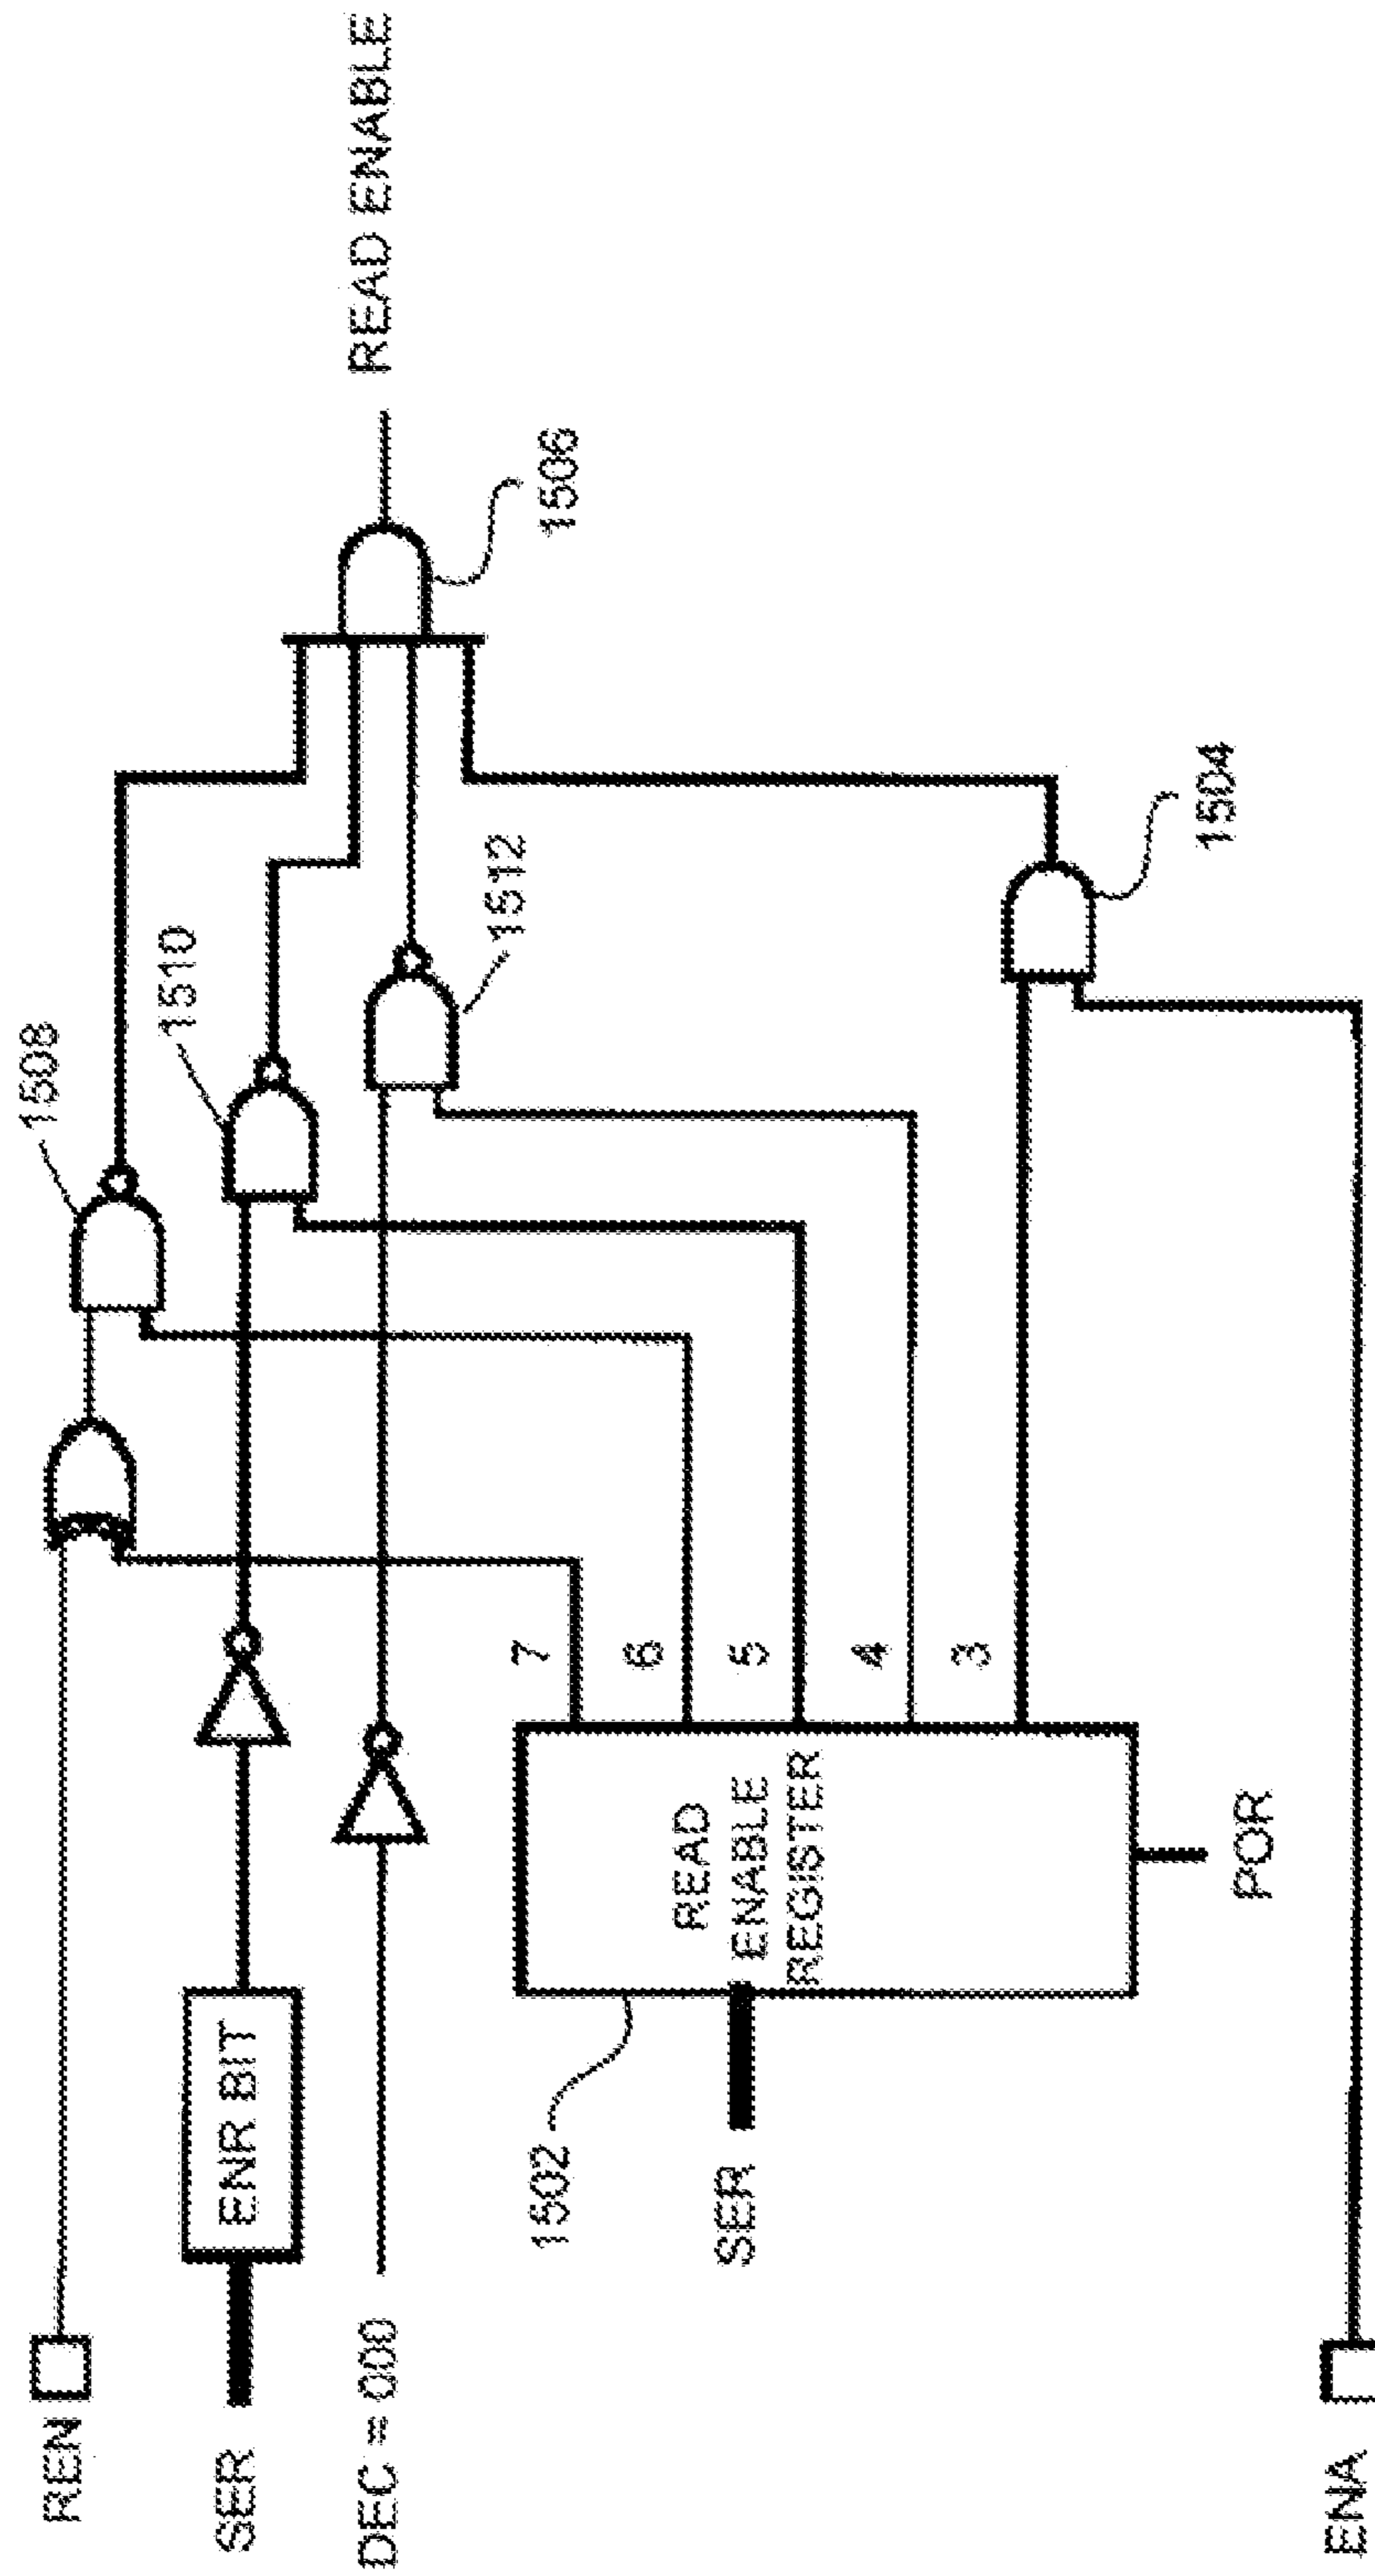 REN
SER
ENR BIT
DEC = 000
1508
1510
1512
READ ENABLE
1506
1502
SER
READ
ENABLE
REGISTER
7
6
5
4
3
POR
1504
ENA